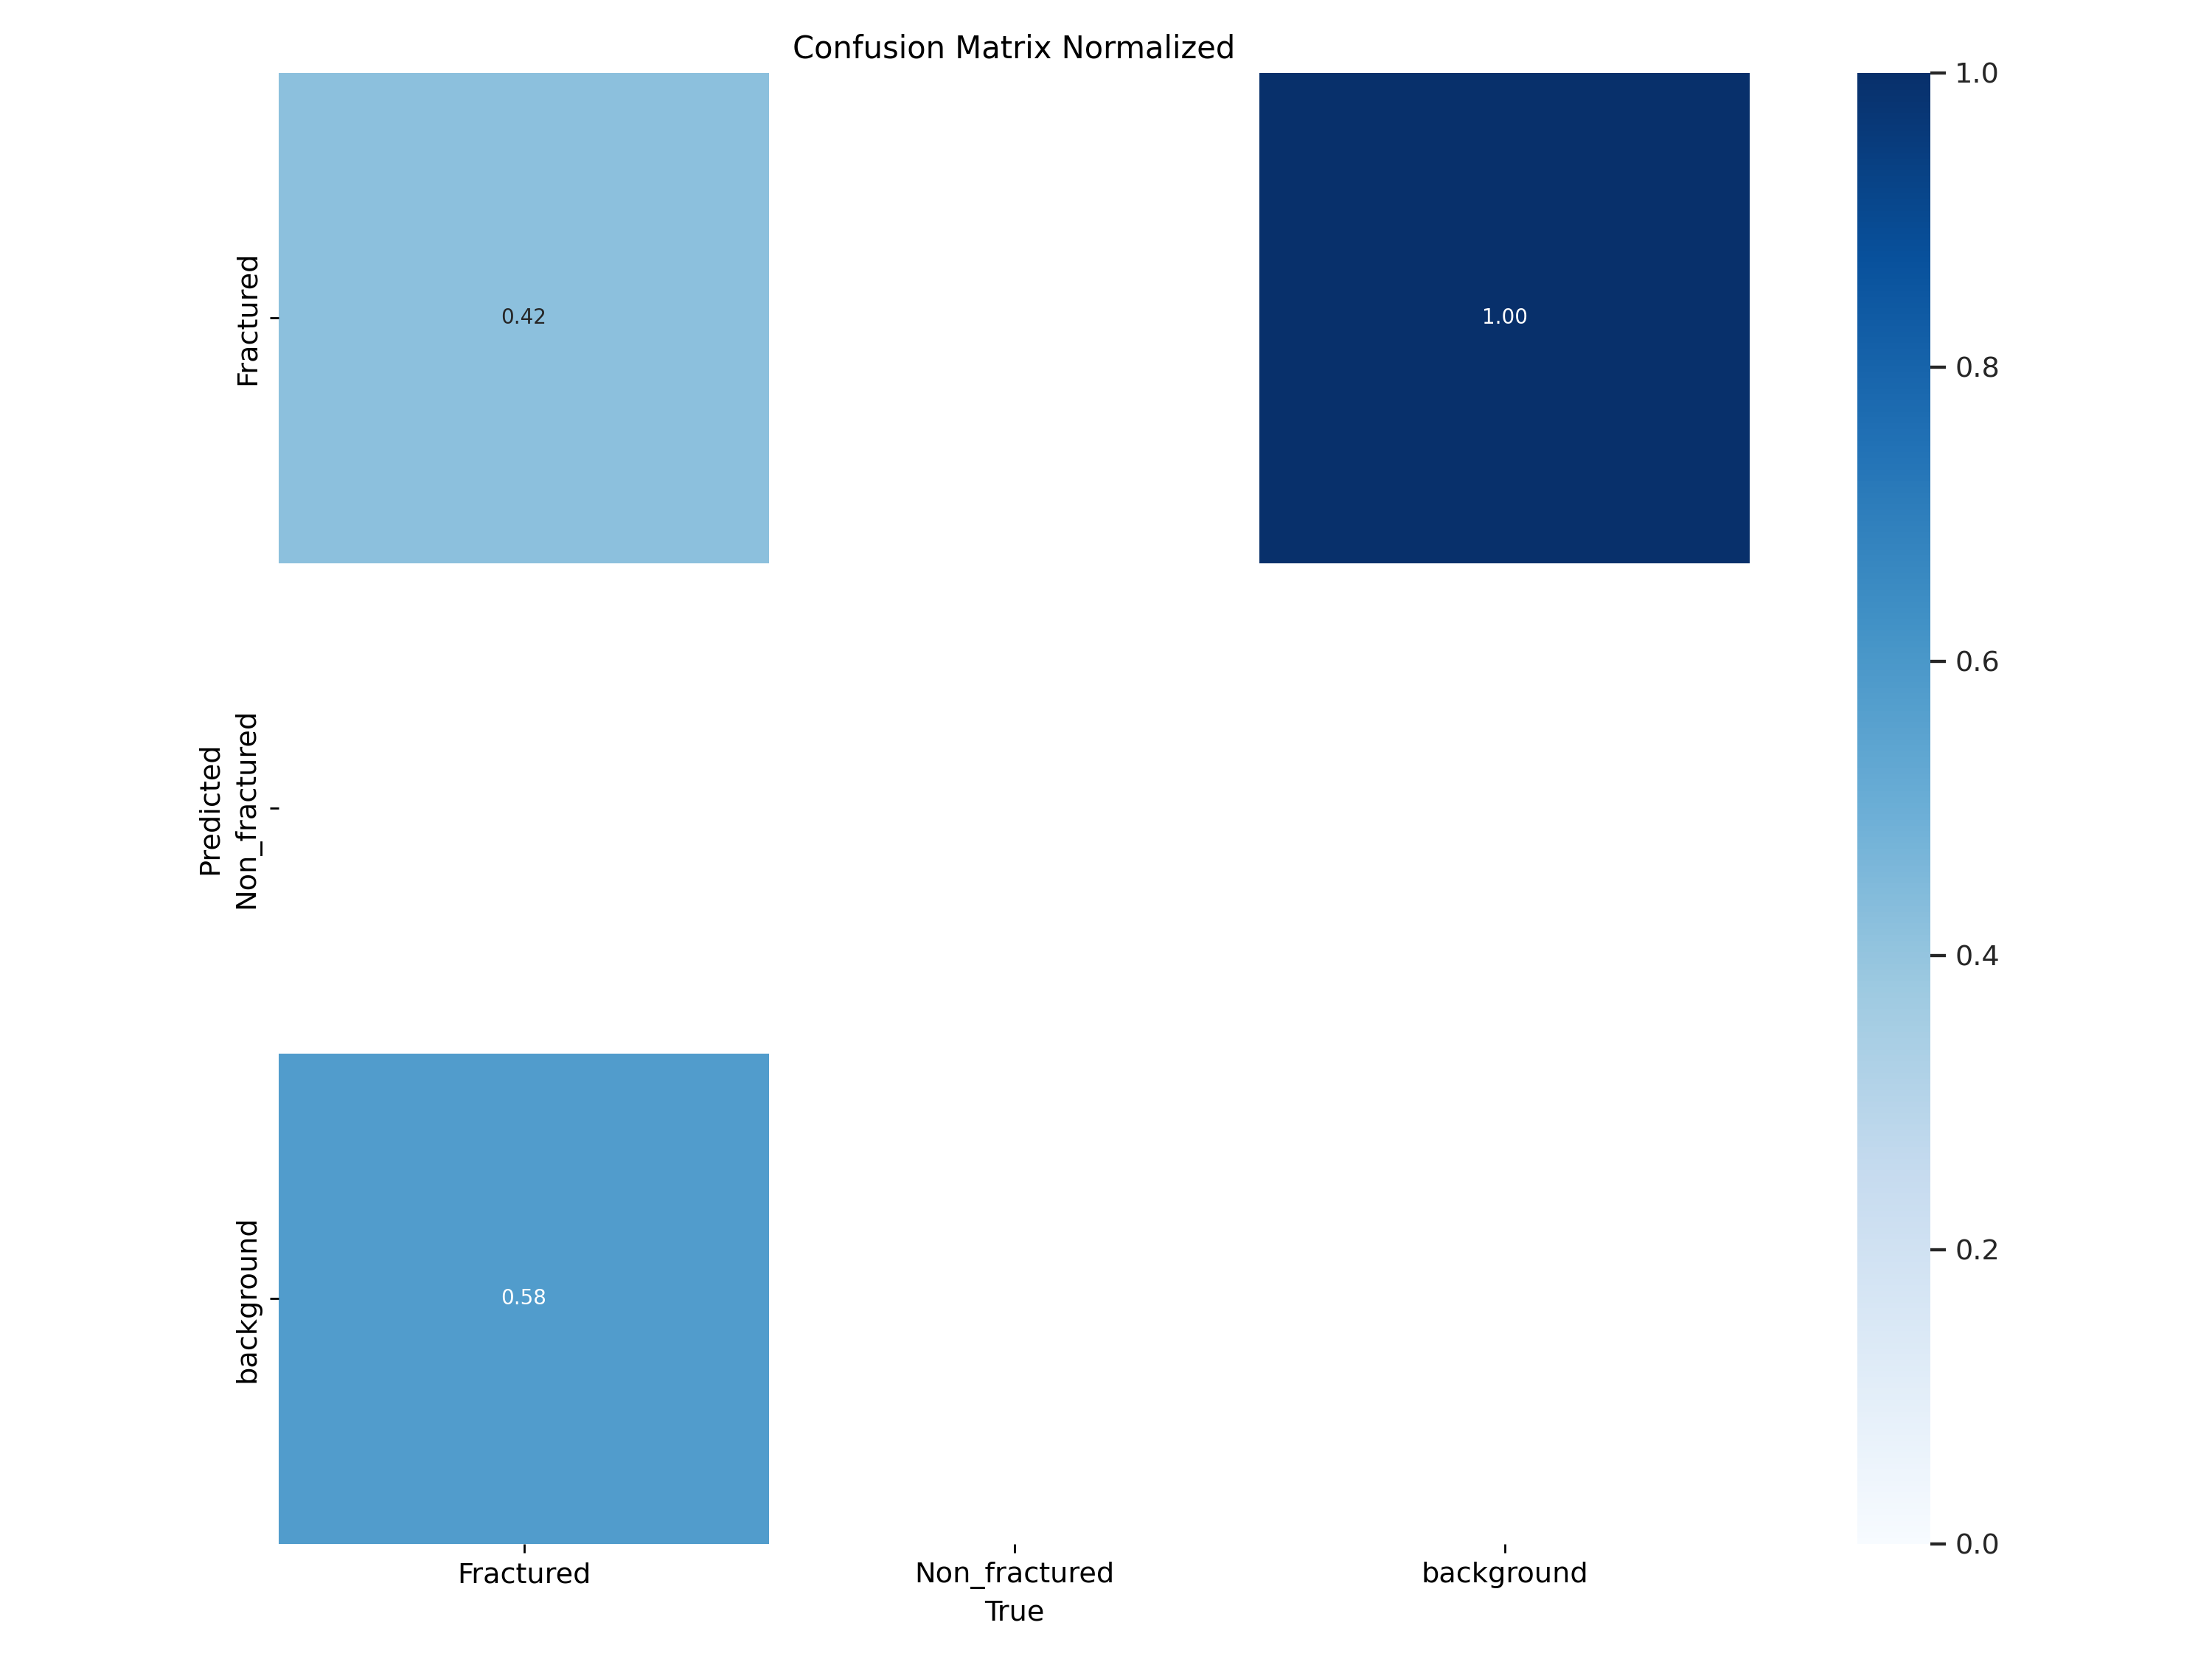 Confusion Matrix Normalized
Predicted
Fractured
Non_fractured
background
0.42
1.00
0.58
Fractured
Non_fractured
background
True
1.0
0.8
0.6
0.4
0.2
0.0